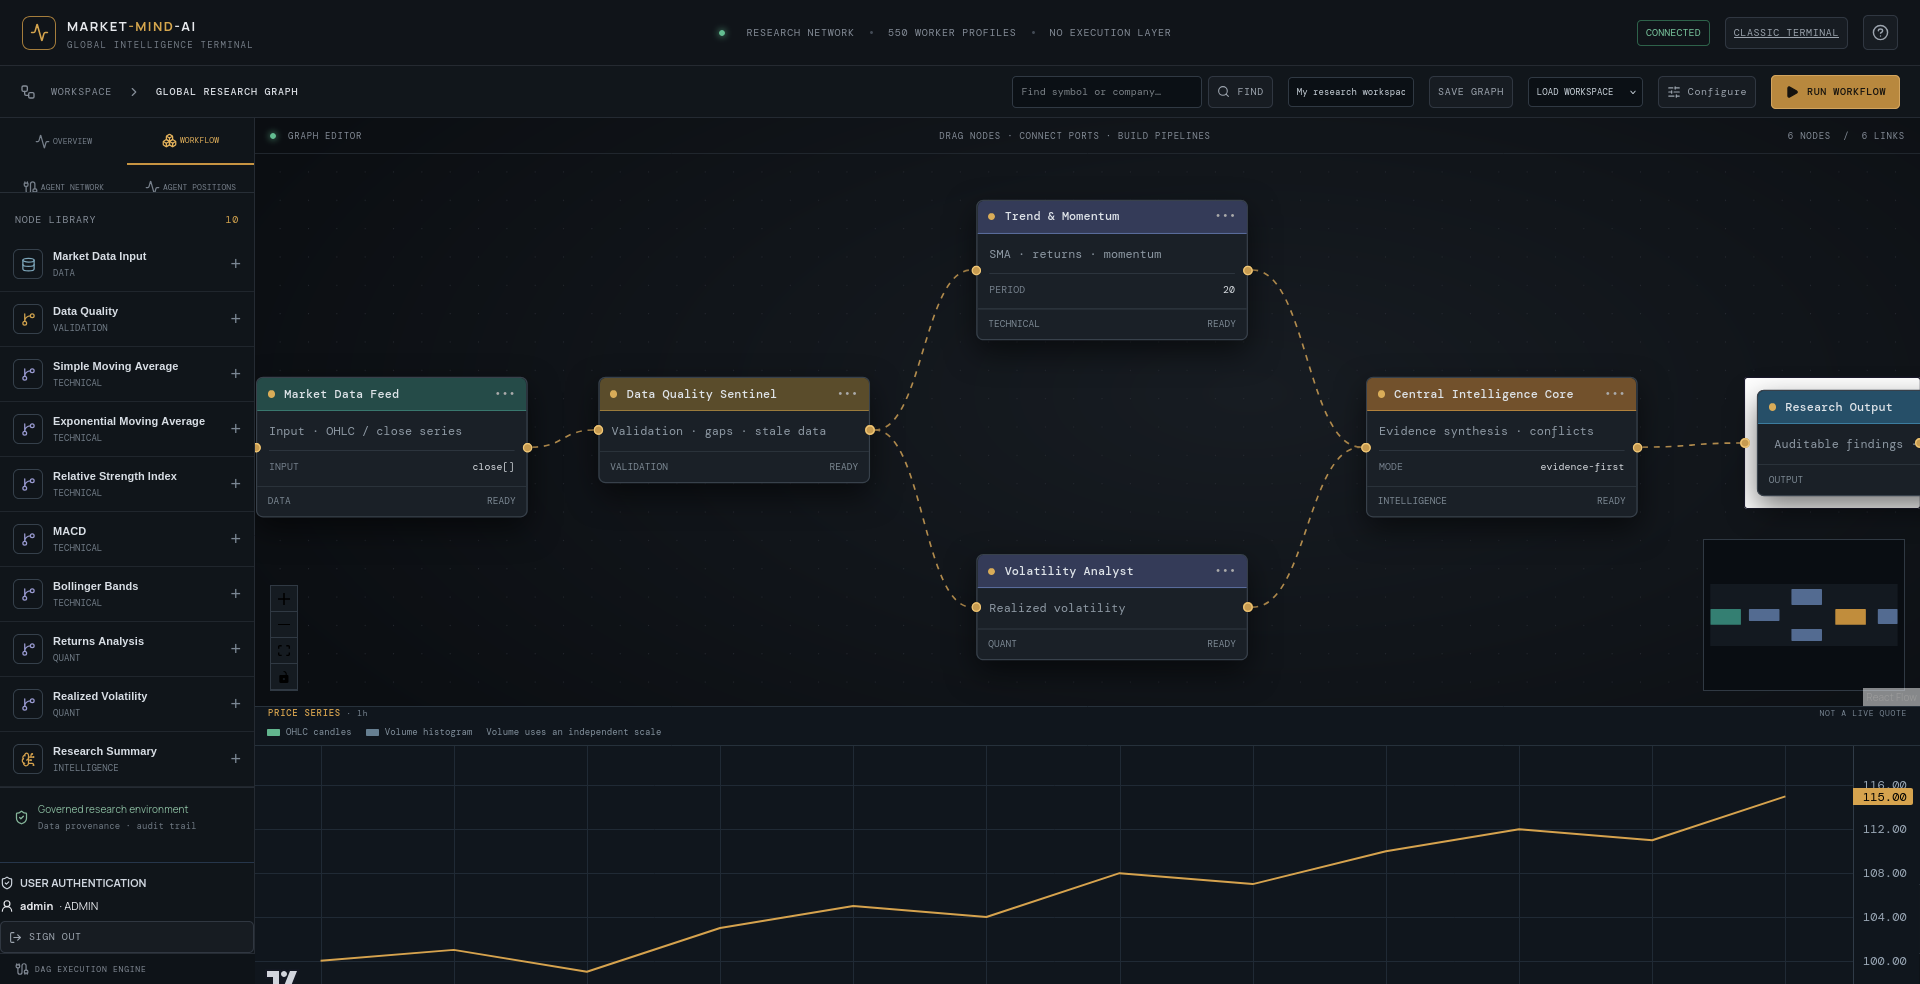 MARKET-MIND-AI
GLOBAL INTELLIGENCE TERMINAL
RESEARCH NETWORK • 550 WORKER PROFILES • NO EXECUTION LAYER
CONNECTED
CLASSIC TERMINAL
WORKSPACE > GLOBAL RESEARCH GRAPH
Find symbol or company…
FIND
My research workspac
SAVE GRAPH
LOAD WORKSPACE
Configure
RUN WORKFLOW
OVERVIEW
WORKFLOW
AGENT NETWORK
AGENT POSITIONS
NODE LIBRARY 10
Market Data Input
DATA
Data Quality
VALIDATION
Simple Moving Average
TECHNICAL
Exponential Moving Average
TECHNICAL
Relative Strength Index
TECHNICAL
MACD
TECHNICAL
Bollinger Bands
TECHNICAL
Returns Analysis
QUANT
Realized Volatility
QUANT
Research Summary
INTELLIGENCE
Governed research environment
Data provenance · audit trail
USER AUTHENTICATION
admin · ADMIN
SIGN OUT
DAG EXECUTION ENGINE
GRAPH EDITOR
DRAG NODES · CONNECT PORTS · BUILD PIPELINES
6 NODES / 6 LINKS
Market Data Feed •••
Input · OHLC / close series
INPUT close[]
DATA READY
Data Quality Sentinel •••
Validation · gaps · stale data
VALIDATION READY
Trend & Momentum •••
SMA · returns · momentum
PERIOD 20
TECHNICAL READY
Volatility Analyst •••
Realized volatility
QUANT READY
Central Intelligence Core •••
Evidence synthesis · conflicts
MODE evidence-first
INTELLIGENCE READY
Research Output
Auditable findings
OUTPUT
React Flow
PRICE SERIES · 1h
NOT A LIVE QUOTE
OHLC candles
Volume histogram
Volume uses an independent scale
116.00
115.00
112.00
108.00
104.00
100.00